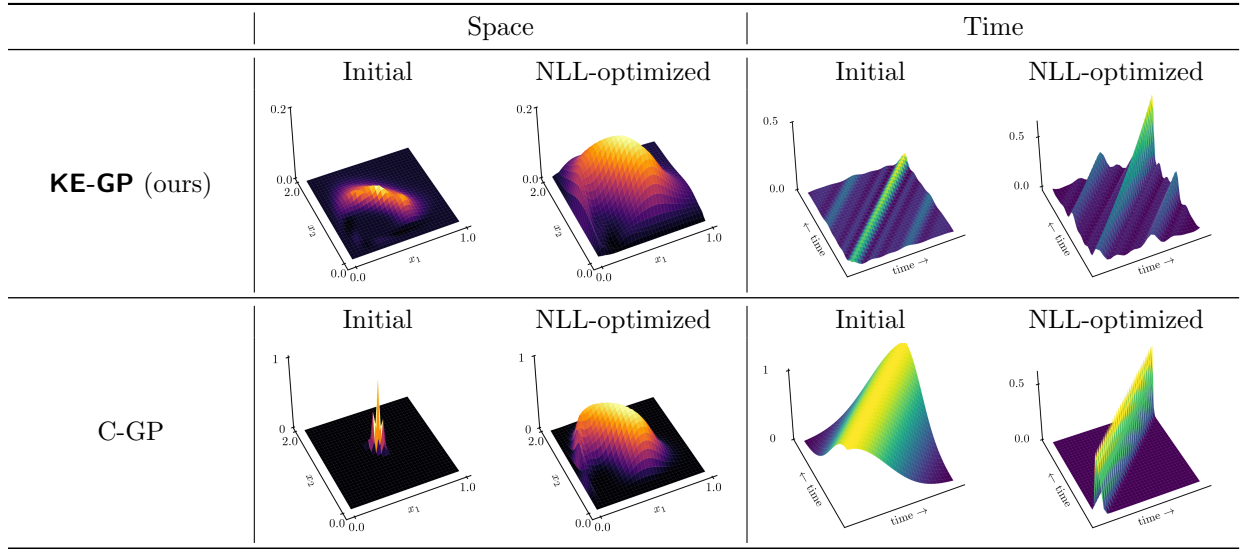 Space Time
Initial NLL-optimized Initial NLL-optimized
0.2 0.2 0.5 0.5
KE-GP (ours)
0.0 0.0 0.0 0.0
2.0 2.0
x₂ x₂ ← time ← time
1.0 1.0
0.0 0.0 x₁ 0.0 0.0 x₁ time → time →
Initial NLL-optimized Initial NLL-optimized
1 1 1 0.5
C-GP
0 0 0 0.0
2.0 2.0
x₂ x₂ ← time ← time
1.0 1.0
0.0 0.0 x₁ 0.0 0.0 x₁ time → time →